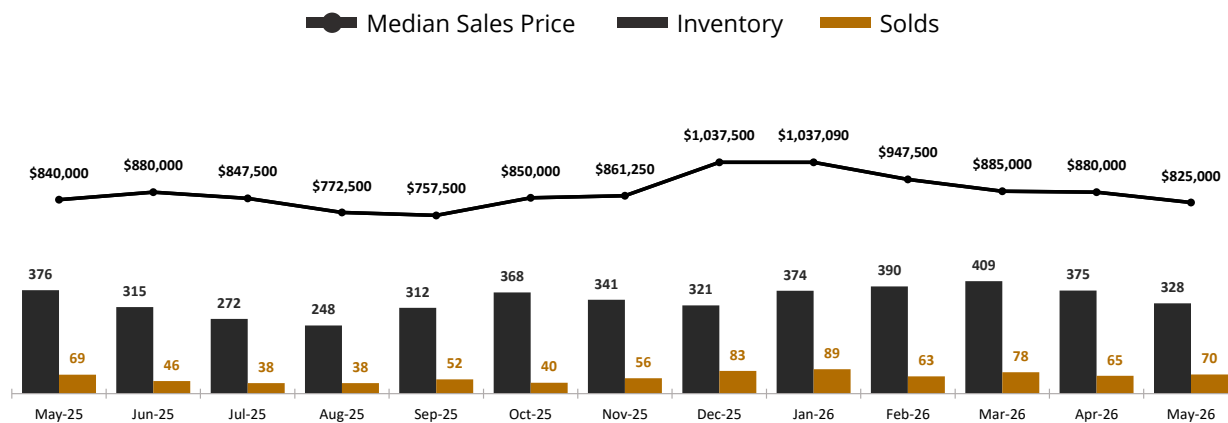 Median Sales Price Inventory Solds
$840,000 $880,000 $847,500 $772,500 $757,500 $850,000 $861,250 $1,037,500 $1,037,090 $947,500 $885,000 $880,000 $825,000
376 315 272 248 312 368 341 321 374 390 409 375 328
69 46 38 38 52 40 56 83 89 63 78 65 70
May-25 Jun-25 Jul-25 Aug-25 Sep-25 Oct-25 Nov-25 Dec-25 Jan-26 Feb-26 Mar-26 Apr-26 May-26